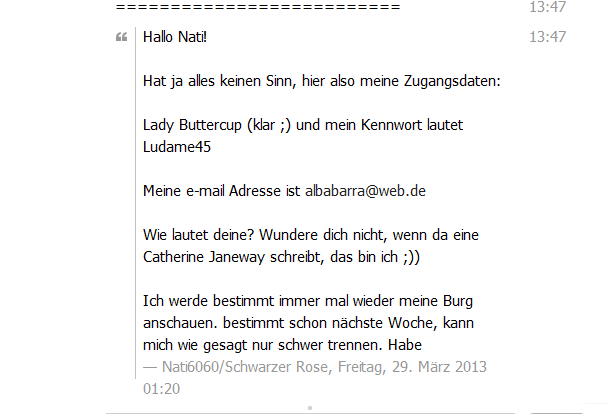 ========================== 13:47
❝ Hallo Nati! 13:47
Hat ja alles keinen Sinn, hier also meine Zugangsdaten:
Lady Buttercup (klar ;) und mein Kennwort lautet
Ludame45
Meine e-mail Adresse ist albabarra@web.de
Wie lautet deine? Wundere dich nicht, wenn da eine
Catherine Janeway schreibt, das bin ich ;))
Ich werde bestimmt immer mal wieder meine Burg
anschauen. bestimmt schon nächste Woche, kann
mich wie gesagt nur schwer trennen. Habe
— Nati6060/Schwarzer Rose, Freitag, 29. März 2013
01:20